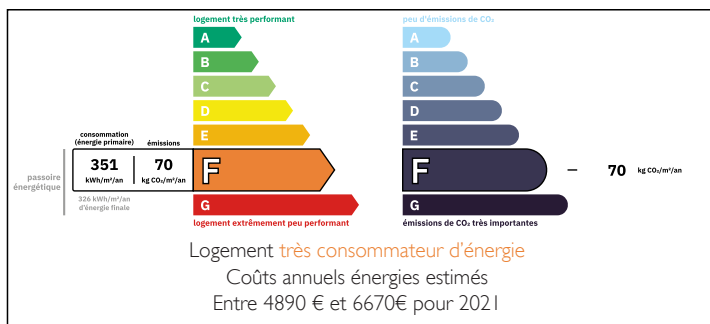 logement très performant
A
B
C
D
E
consommation
(énergie primaire)
émissions
351
kWh/m²/an
70
kg CO₂/m²/an
F
passoire
énergétique
326 kWh/m²/an
d'énergie finale
G
logement extrêmement peu performant
peu d'émissions de CO₂
A
B
C
D
E
F
70 kg CO₂/m²/an
G
émissions de CO₂ très importantes
Logement très consommateur d'énergie
Coûts annuels énergies estimés
Entre 4890 € et 6670€ pour 2021